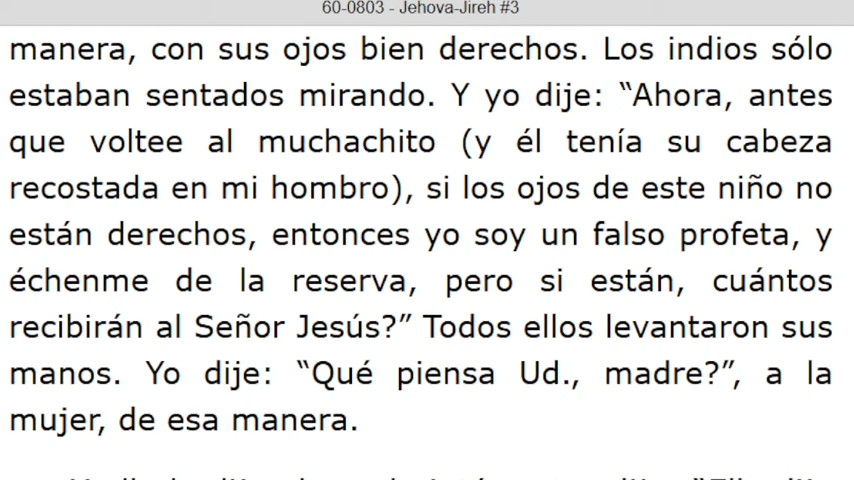 60-0803 - Jehova-Jireh #3
manera, con sus ojos bien derechos. Los indios sólo
estaban sentados mirando. Y yo dije: “Ahora, antes
que voltee al muchachito (y él tenía su cabeza
recostada en mi hombro), si los ojos de este niño no
están derechos, entonces yo soy un falso profeta, y
échenme de la reserva, pero si están, cuántos
recibirán al Señor Jesús?” Todos ellos levantaron sus
manos. Yo dije: “Qué piensa Ud., madre?”, a la
mujer, de esa manera.